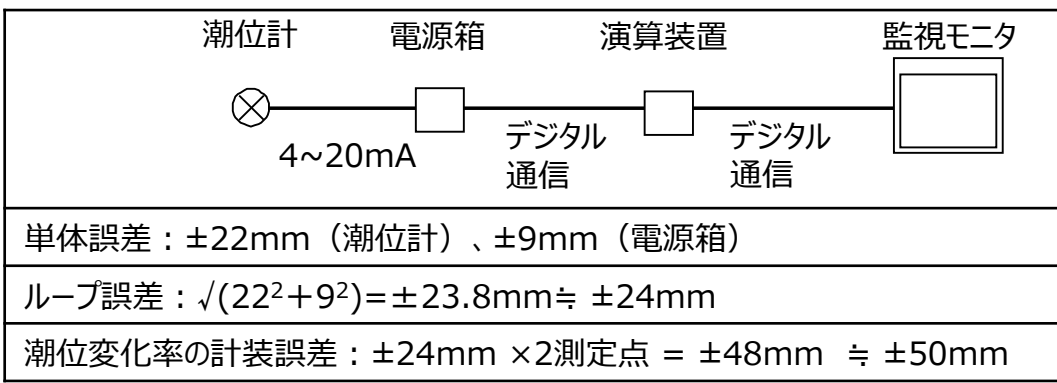 潮位計 電源箱 演算装置 監視モニタ
4~20mA デジタル通信 デジタル通信
単体誤差：±22mm（潮位計）、±9mm（電源箱）
ループ誤差：√(22²＋9²)=±23.8mm≒ ±24mm
潮位変化率の計装誤差：±24mm ×2測定点 = ±48mm ≒ ±50mm